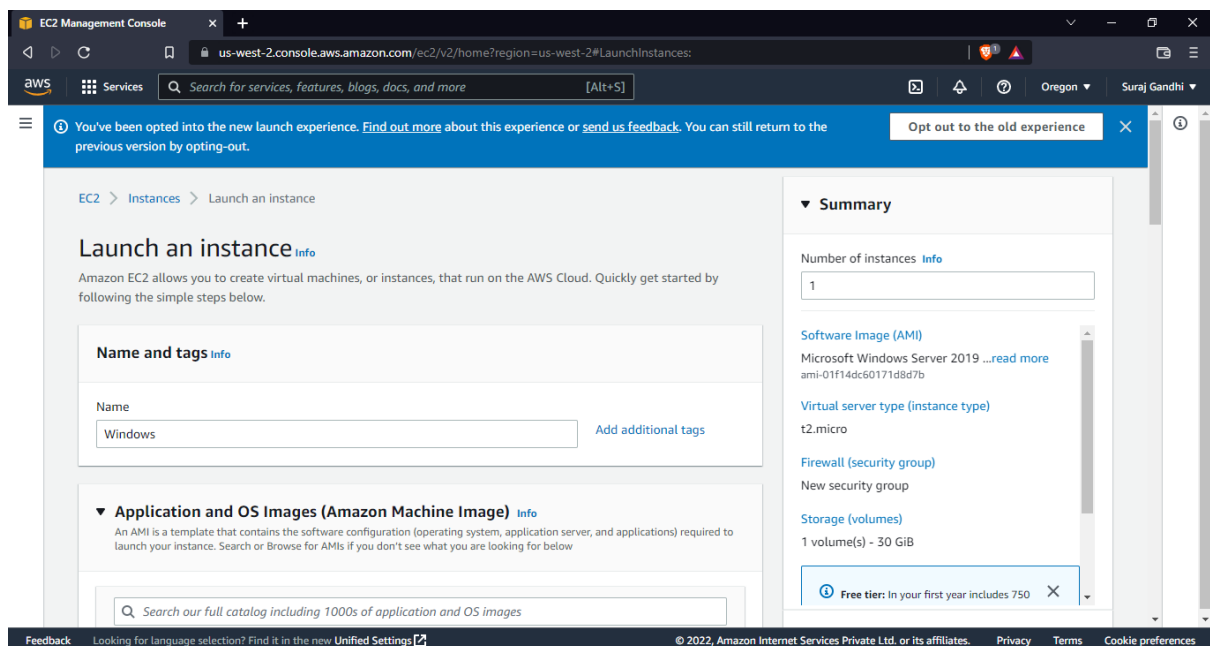 EC2 Management Console
us-west-2.console.aws.amazon.com/ec2/v2/home?region=us-west-2#LaunchInstances:
1
aws
Services
Search for services, features, blogs, docs, and more
[Alt+S]
Oregon
Suraj Gandhi
You've been opted into the new launch experience. Find out more about this experience or send us feedback. You can still return to the
previous version by opting-out.
Opt out to the old experience
EC2 > Instances > Launch an instance
Launch an instance Info
Amazon EC2 allows you to create virtual machines, or instances, that run on the AWS Cloud. Quickly get started by
following the simple steps below.
Name and tags Info
Name
Windows
Add additional tags
Application and OS Images (Amazon Machine Image) Info
An AMI is a template that contains the software configuration (operating system, application server, and applications) required to
launch your instance. Search or Browse for AMIs if you don't see what you are looking for below
Search our full catalog including 1000s of application and OS images
Summary
Number of instances Info
1
Software Image (AMI)
Microsoft Windows Server 2019 ...read more
ami-01f14dc60171d8d7b
Virtual server type (instance type)
t2.micro
Firewall (security group)
New security group
Storage (volumes)
1 volume(s) - 30 GiB
Free tier: In your first year includes 750
Feedback
Looking for language selection? Find it in the new Unified Settings
© 2022, Amazon Internet Services Private Ltd. or its affiliates.
Privacy
Terms
Cookie preferences